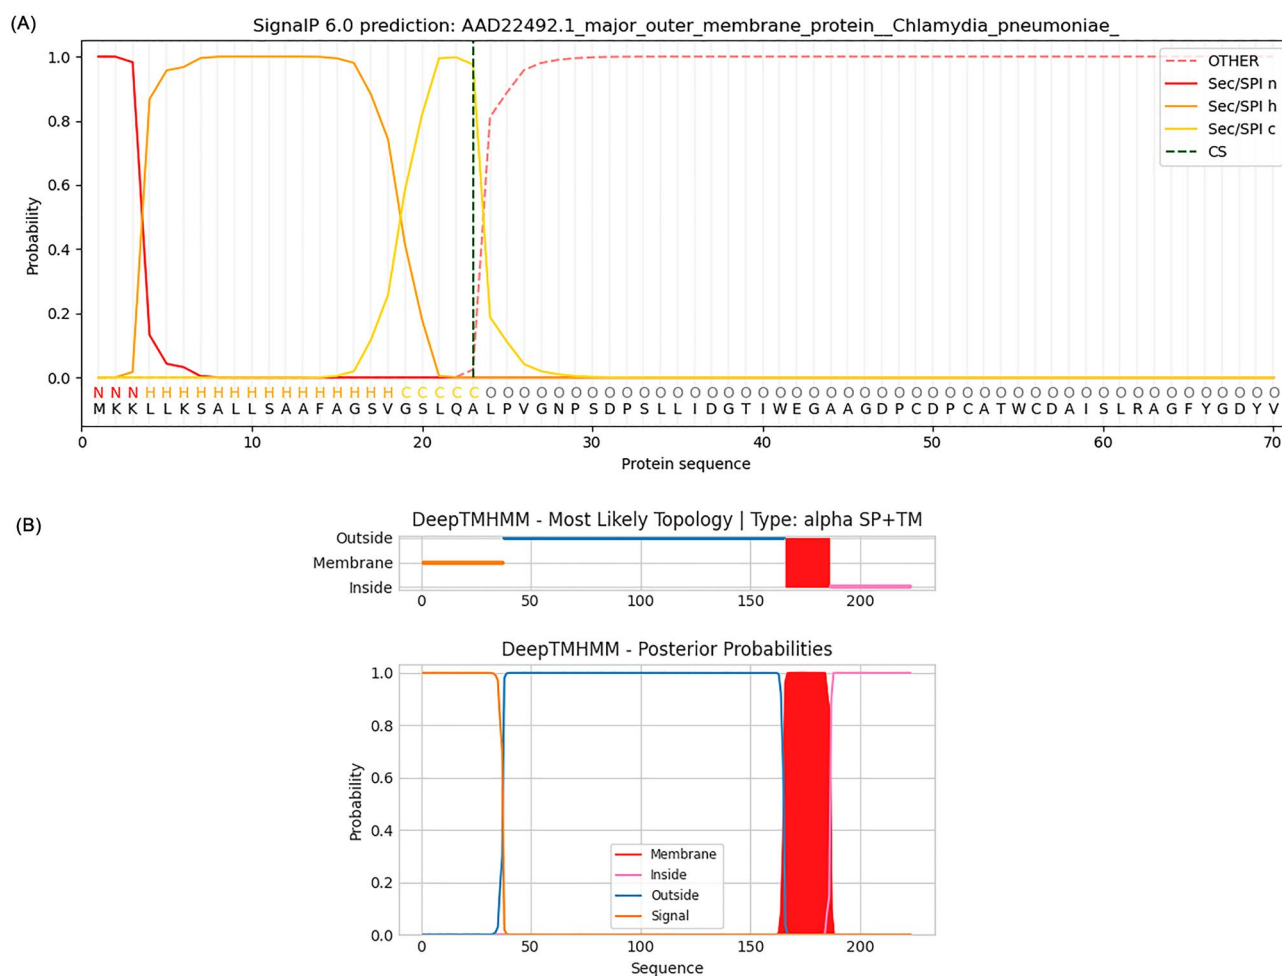 (A)
SignalP 6.0 prediction: AAD22492.1_major_outer_membrane_protein__Chlamydia_pneumoniae_
1.0
0.8
0.6
0.4
0.2
0.0
Probability
OTHER
Sec/SPI n
Sec/SPI h
Sec/SPI c
CS
N N N H H H H H H H H H H H H H H H C C C C C O O O O O O O O O O O O O O O O O O O O O O O O O O O O O O O O O O O O O O O O O O O
M K K L L K S A L L S A A F A G S V G S L Q A L P V G N P S D P S L L I D G T I W E G A A G D P C D P C A T W C D A I S L R A G F Y G D Y V
0 10 20 30 40 50 60 70
Protein sequence
(B)
DeepTMHMM - Most Likely Topology | Type: alpha SP+TM
Outside
Membrane
Inside
0 50 100 150 200
DeepTMHMM - Posterior Probabilities
1.0
0.8
0.6
0.4
0.2
0.0
Probability
Membrane
Inside
Outside
Signal
0 50 100 150 200
Sequence